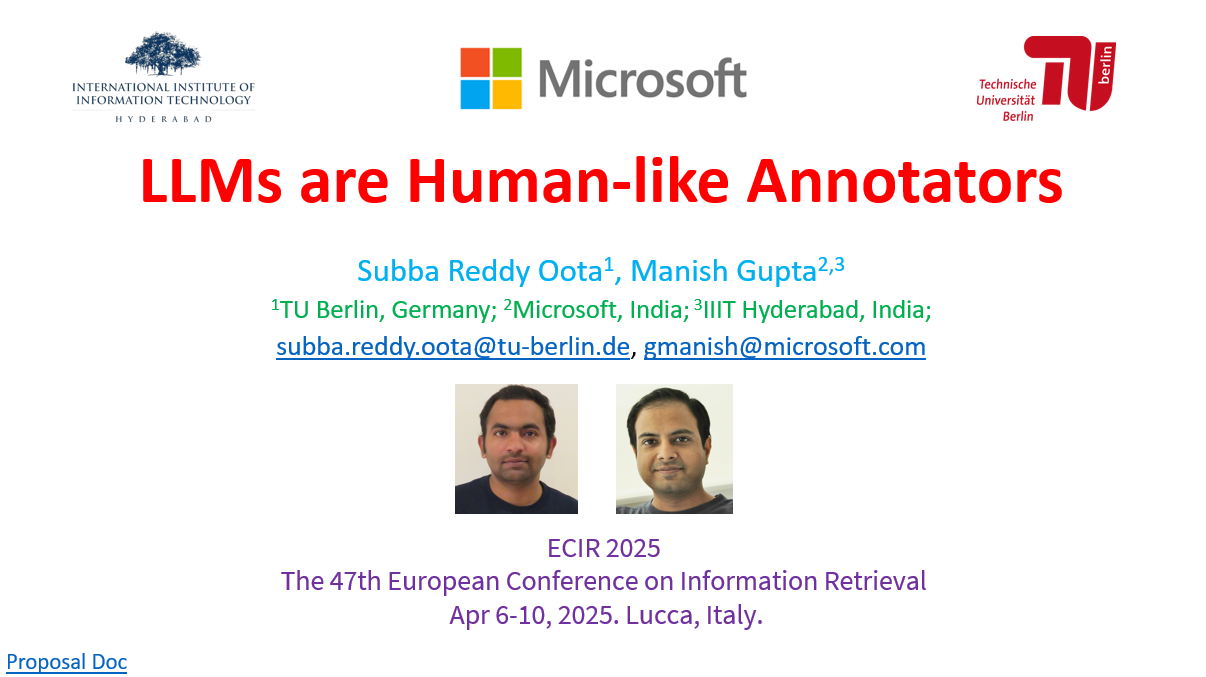 INTERNATIONAL INSTITUTE OF
INFORMATION TECHNOLOGY
HYDERABAD
Microsoft
Technische
Universität
Berlin
berlin
LLMs are Human-like Annotators
Subba Reddy Oota1, Manish Gupta2,3
1TU Berlin, Germany; 2Microsoft, India; 3IIIT Hyderabad, India;
subba.reddy.oota@tu-berlin.de, gmanish@microsoft.com
ECIR 2025
The 47th European Conference on Information Retrieval
Apr 6-10, 2025. Lucca, Italy.
Proposal Doc